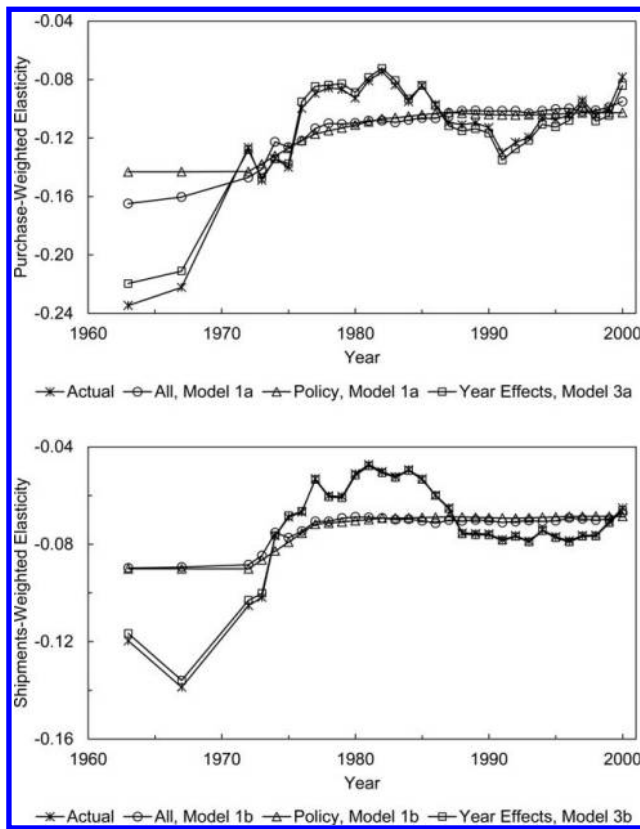 -0.04
-0.08
-0.12
-0.16
-0.20
-0.24
Purchase-Weighted Elasticity
1960 1970 1980 1990 2000
Year
Actual All, Model 1a Policy, Model 1a Year Effects, Model 3a
-0.04
-0.08
-0.12
-0.16
Shipments-Weighted Elasticity
1960 1970 1980 1990 2000
Year
Actual All, Model 1b Policy, Model 1b Year Effects, Model 3b